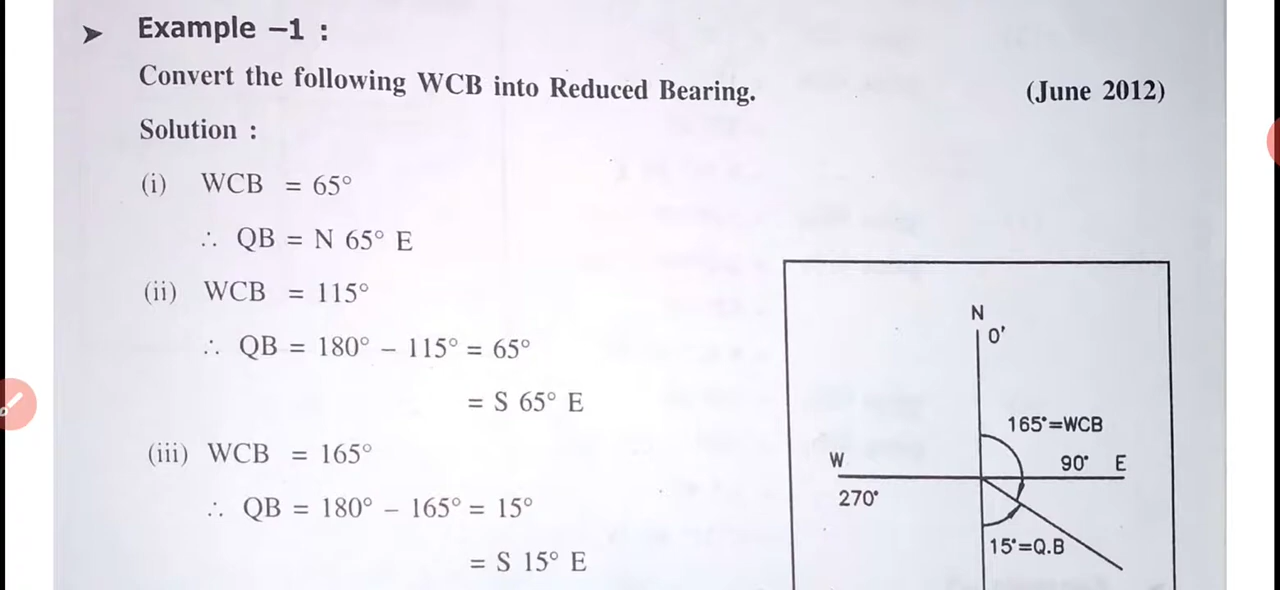 ➤ Example –1 :
Convert the following WCB into Reduced Bearing. (June 2012)
Solution :
(i) WCB = 65°
∴ QB = N 65° E
(ii) WCB = 115°
∴ QB = 180° – 115° = 65°
= S 65° E
(iii) WCB = 165°
∴ QB = 180° – 165° = 15°
= S 15° E
N
0'
165°=WCB
W
90° E
270°
15°=Q.B